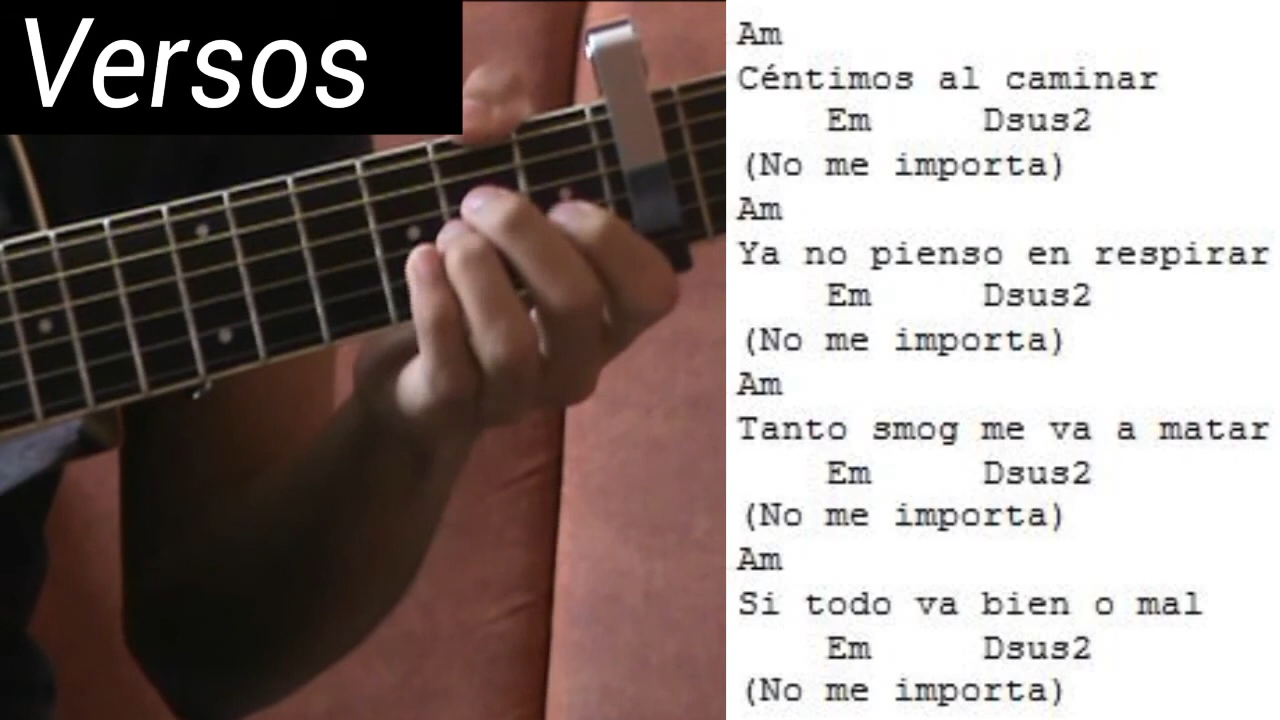 Versos
Am
Céntimos al caminar
Em Dsus2
(No me importa)
Am
Ya no pienso en respirar
Em Dsus2
(No me importa)
Am
Tanto smog me va a matar
Em Dsus2
(No me importa)
Am
Si todo va bien o mal
Em Dsus2
(No me importa)